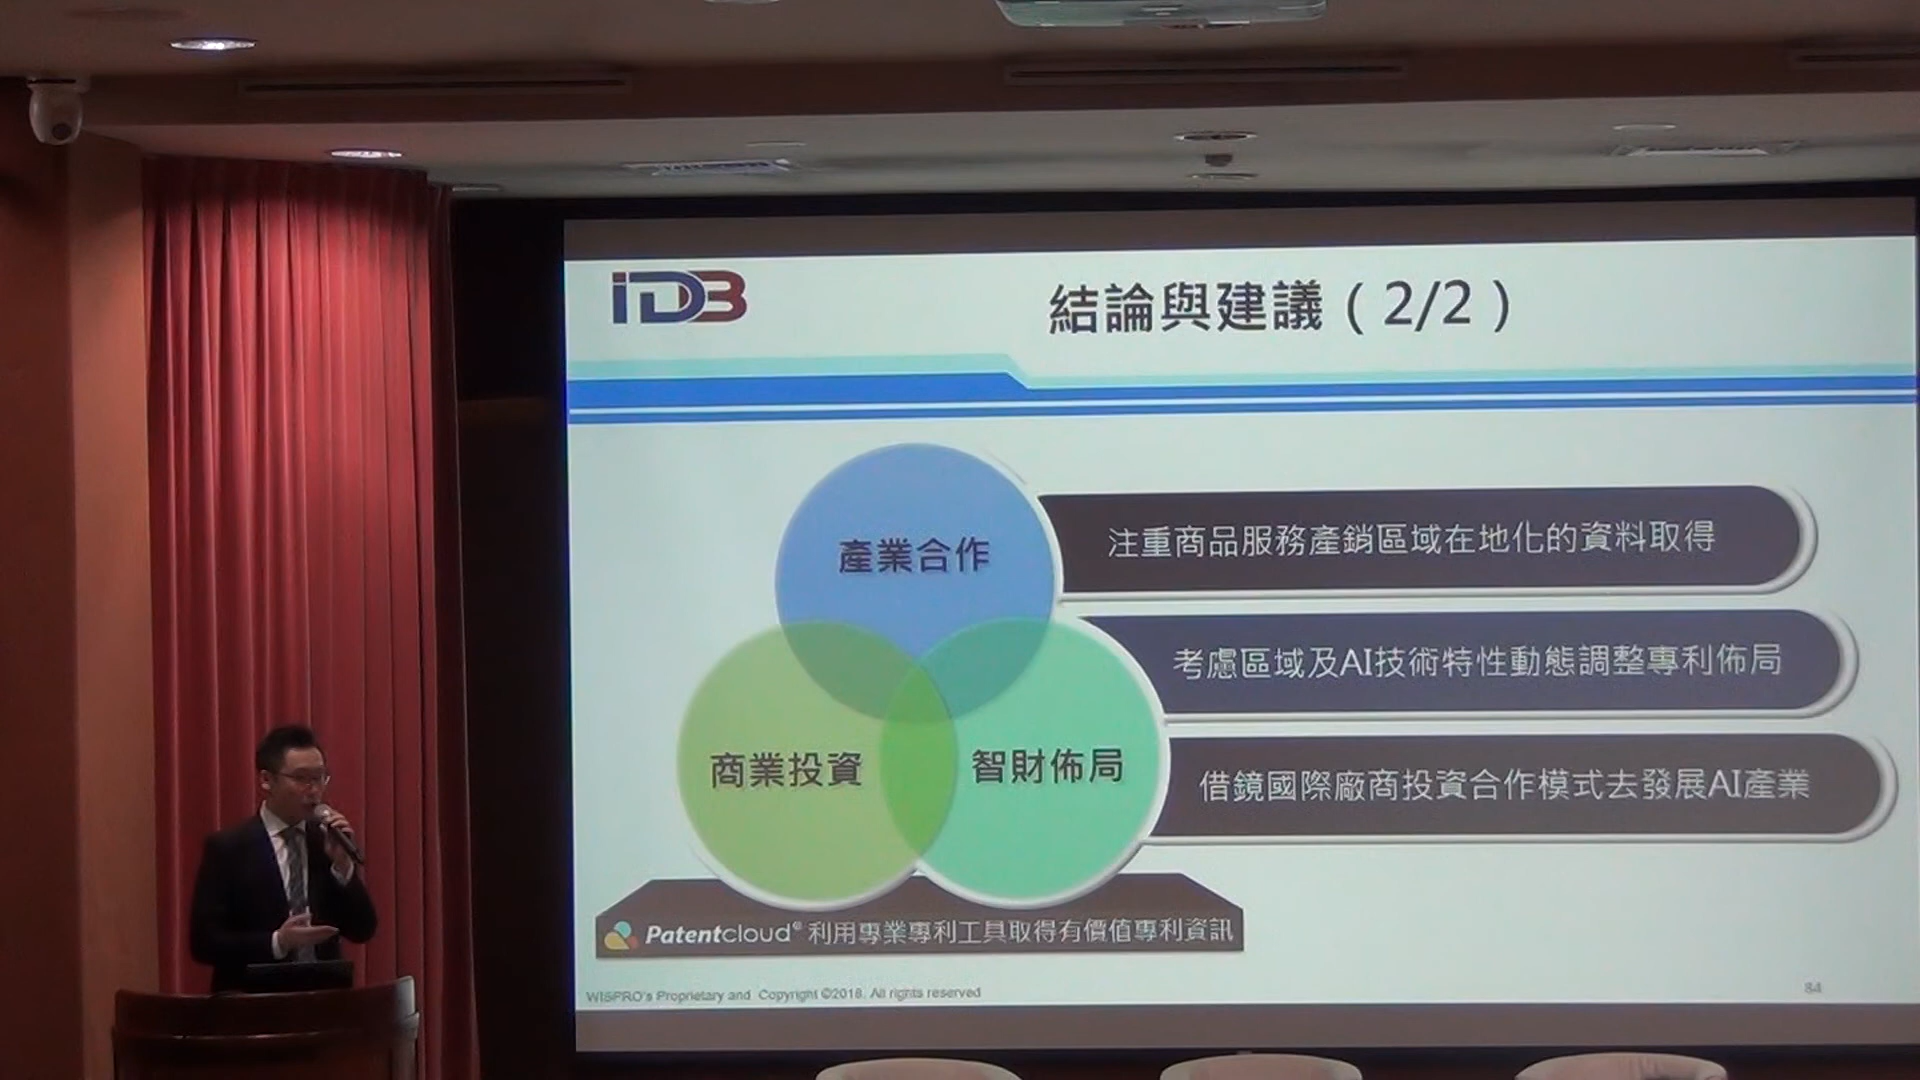 iDB
結論與建議（2/2）
產業合作
注重商品服務產銷區域在地化的資料取得
考慮區域及AI技術特性動態調整專利佈局
商業投資
智財佈局
借鏡國際廠商投資合作模式去發展AI產業
Patentcloud® 利用專業專利工具取得有價值專利資訊
WISPRO's Proprietary and Copyright ©2018. All rights reserved
84